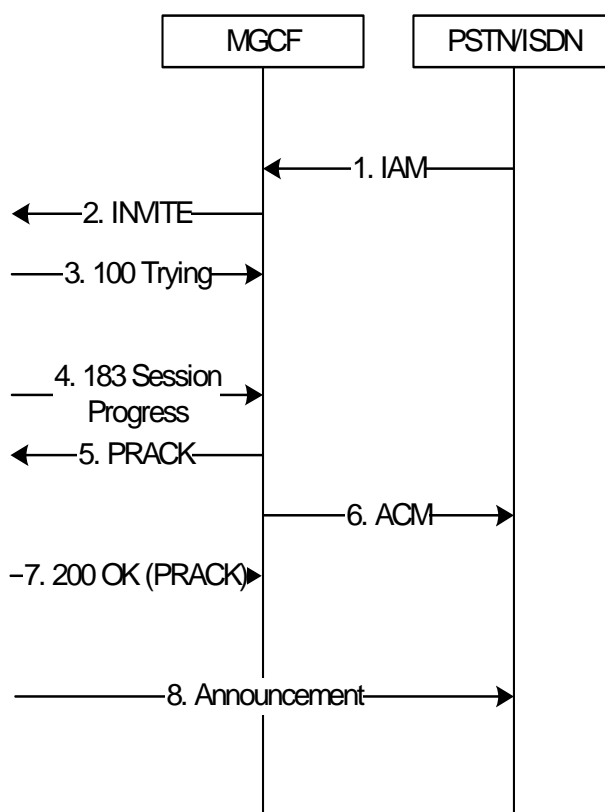 MGCF
PSTN/ISDN
1. IAM
2. INVITE
3. 100 Trying
4. 183 Session
Progress
5. PRACK
6. ACM
7. 200 OK (PRACK)
8. Announcement